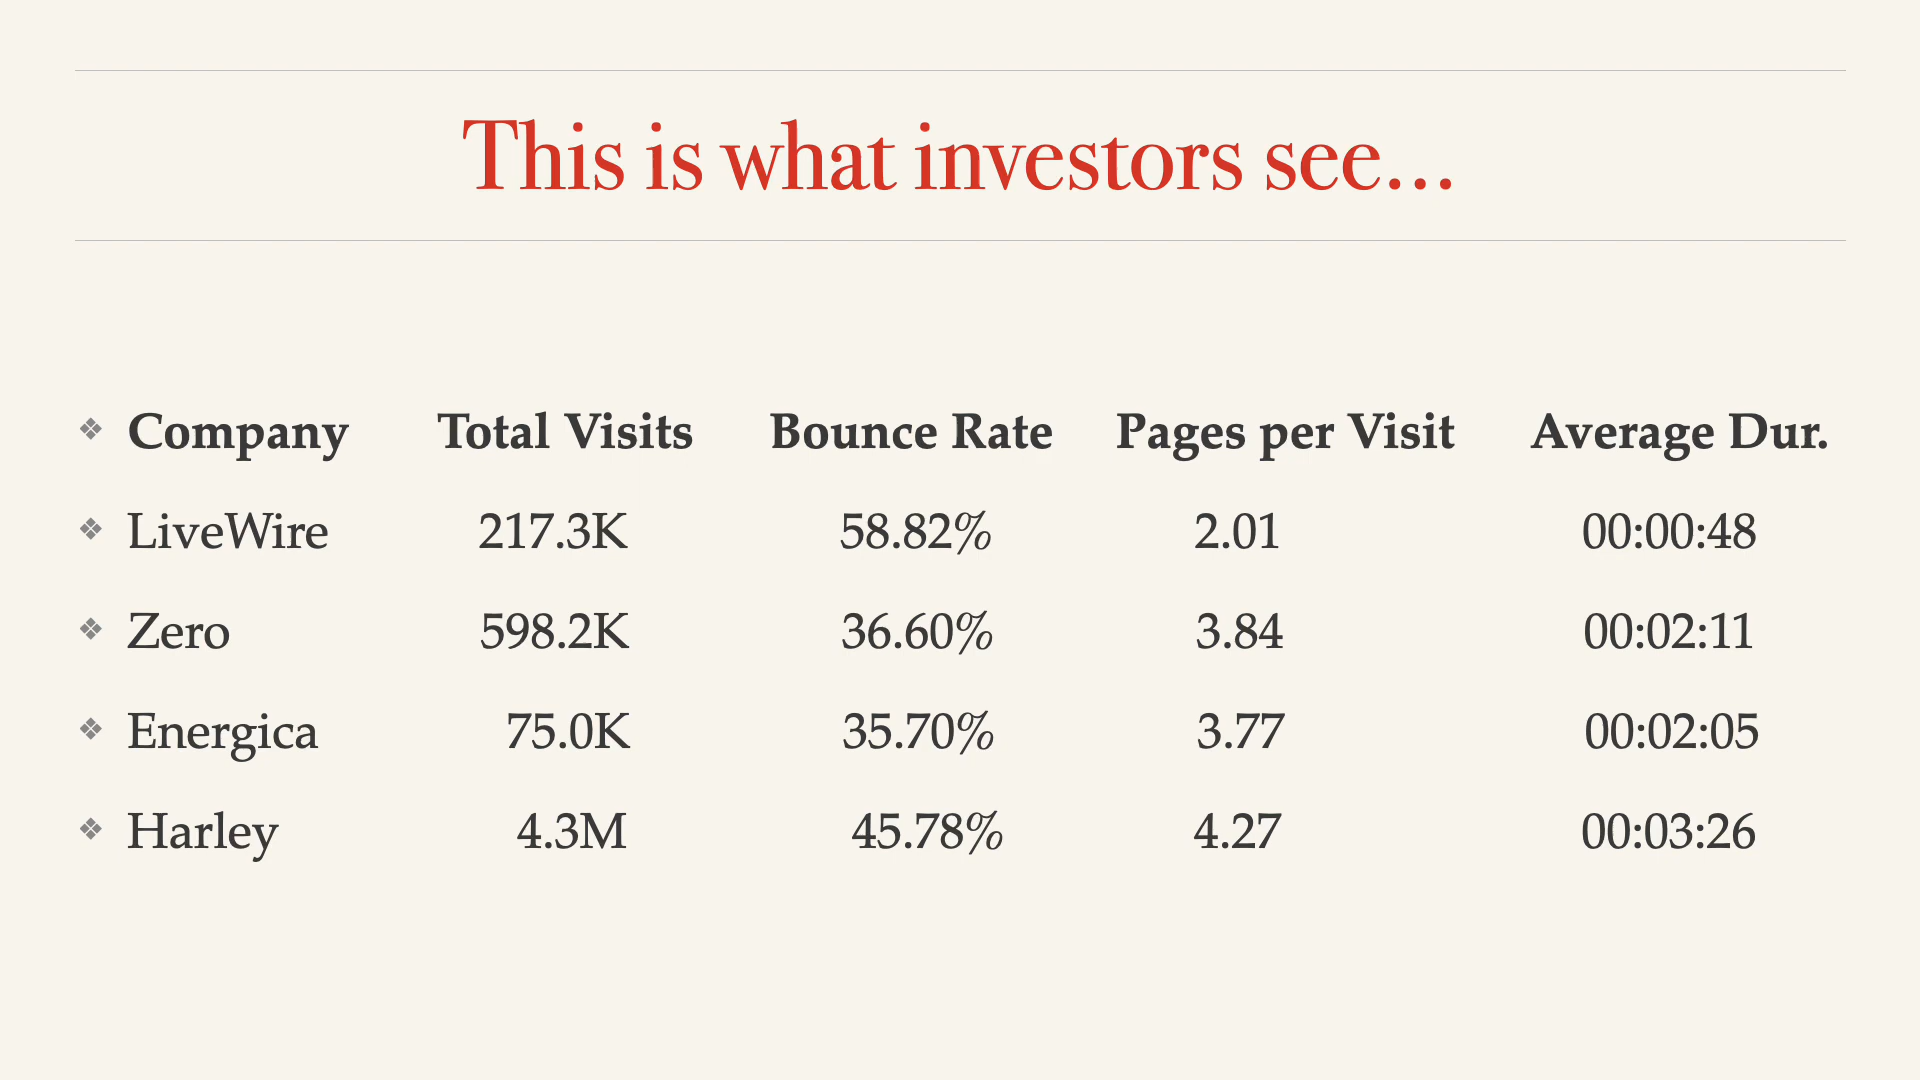 This is what investors see...
❖ Company Total Visits Bounce Rate Pages per Visit Average Dur.
❖ LiveWire 217.3K 58.82% 2.01 00:00:48
❖ Zero 598.2K 36.60% 3.84 00:02:11
❖ Energica 75.0K 35.70% 3.77 00:02:05
❖ Harley 4.3M 45.78% 4.27 00:03:26